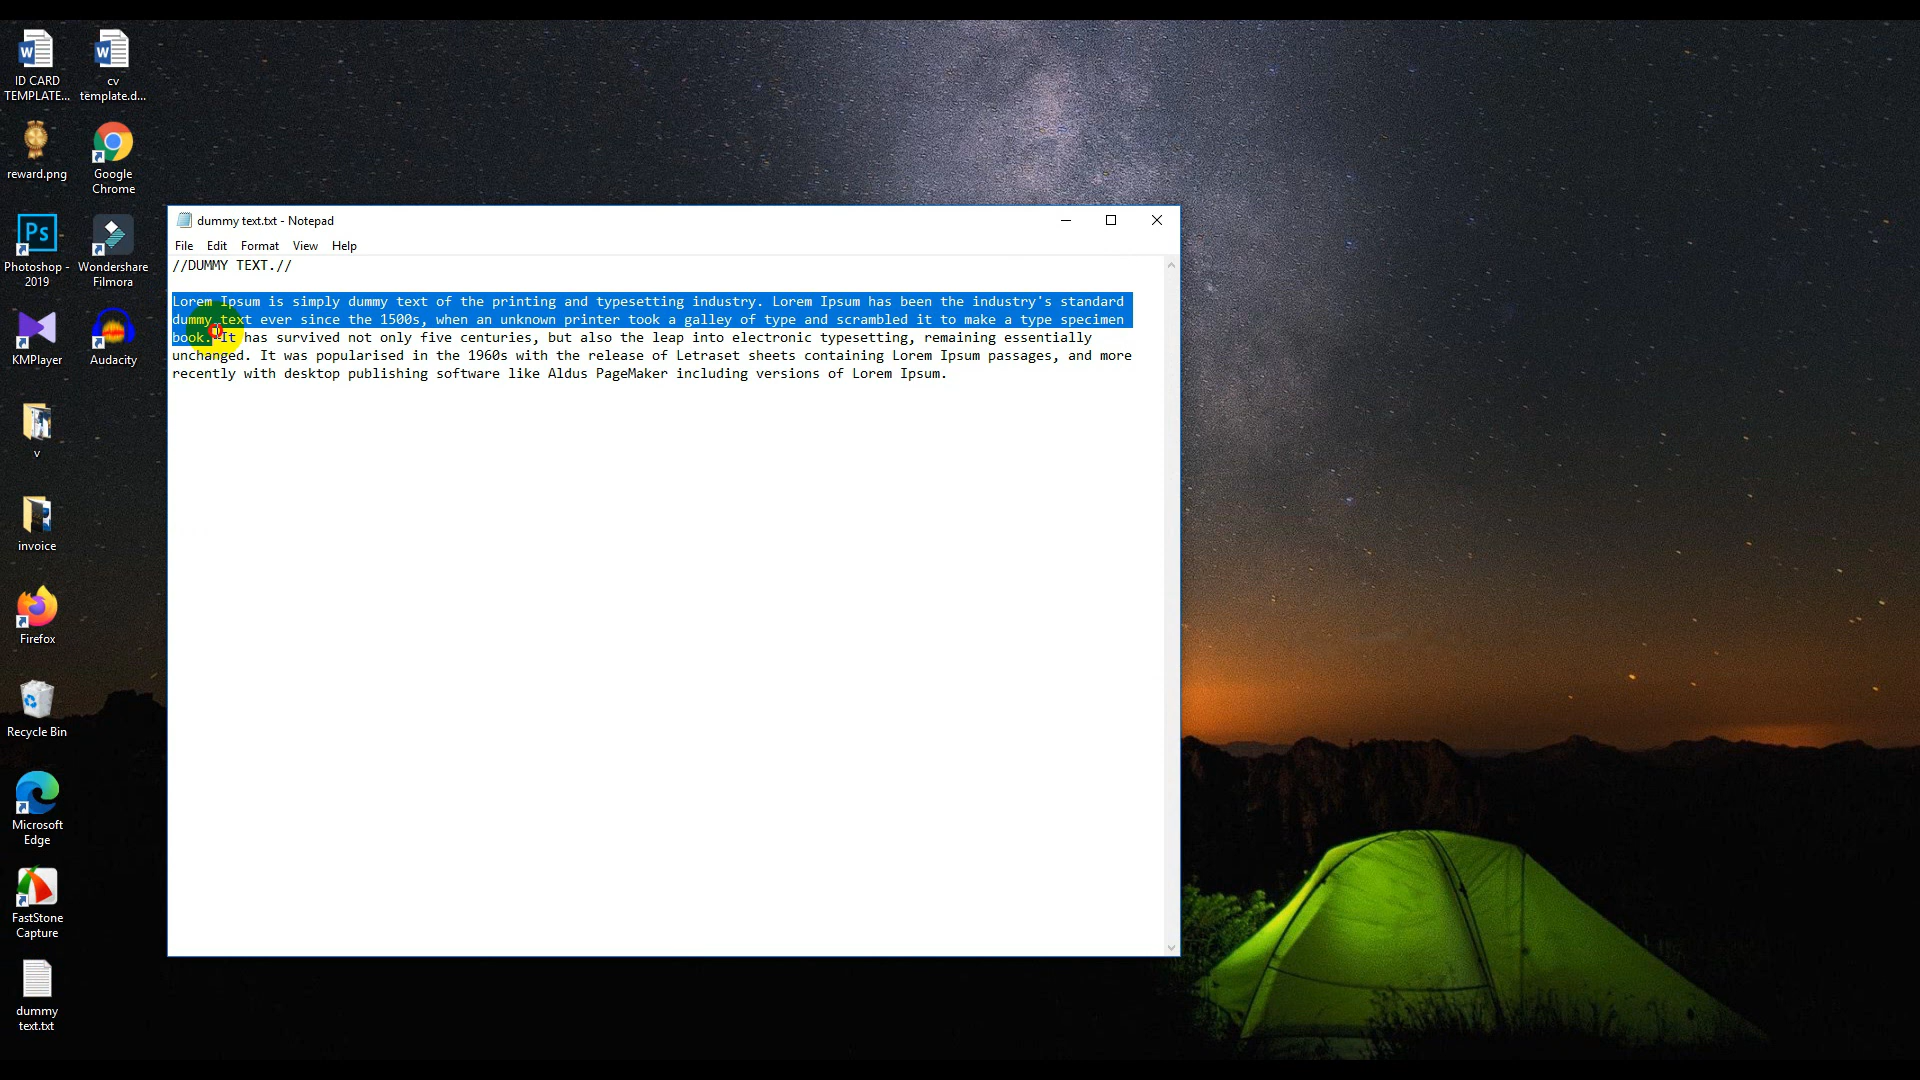 ID CARD
TEMPLATE...
cv
template.d...
reward.png
Google
Chrome
Ps
Photoshop -
2019
Wondershare
Filmora
KMPlayer
Audacity
v
invoice
Firefox
Recycle Bin
Microsoft
Edge
FastStone
Capture
dummy
text.txt
dummy text.txt - Notepad
File Edit Format View Help
//DUMMY TEXT.//
Lorem Ipsum is simply dummy text of the printing and typesetting industry. Lorem Ipsum has been the industry's standard
dummy text ever since the 1500s, when an unknown printer took a galley of type and scrambled it to make a type specimen
book. It has survived not only five centuries, but also the leap into electronic typesetting, remaining essentially
unchanged. It was popularised in the 1960s with the release of Letraset sheets containing Lorem Ipsum passages, and more
recently with desktop publishing software like Aldus PageMaker including versions of Lorem Ipsum.